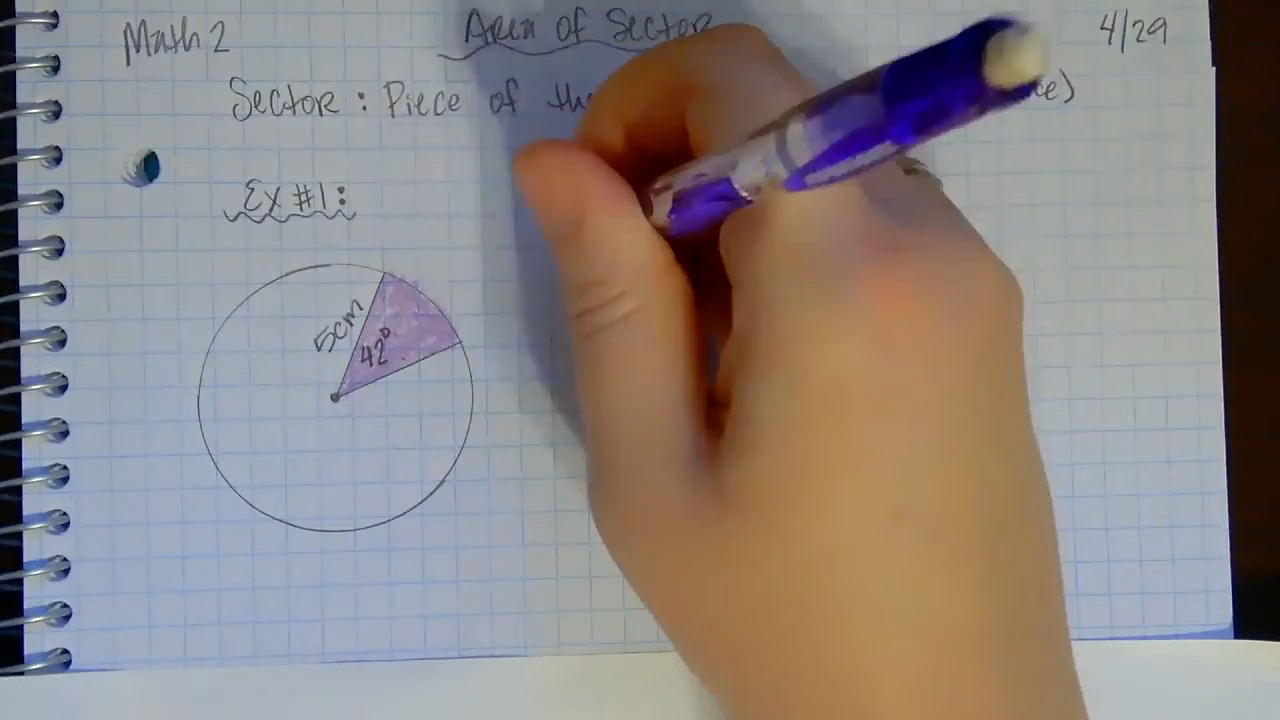 Math 2
Area of Sector
4/29
Sector : Piece of the
Ex #1:
5cm
42°